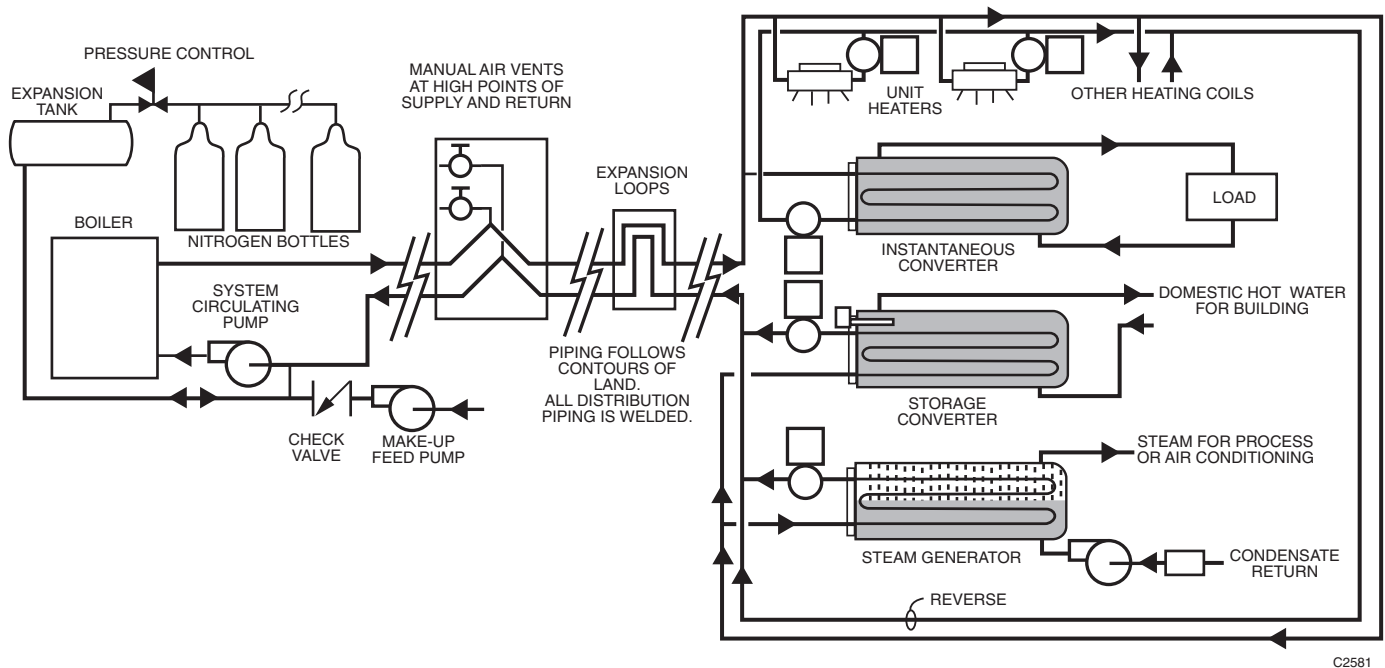 PRESSURE CONTROL
EXPANSION
TANK
NITROGEN BOTTLES
BOILER
SYSTEM
CIRCULATING
PUMP
CHECK
VALVE
MAKE-UP
FEED PUMP
MANUAL AIR VENTS
AT HIGH POINTS OF
SUPPLY AND RETURN
EXPANSION
LOOPS
PIPING FOLLOWS
CONTOURS OF
LAND.
ALL DISTRIBUTION
PIPING IS WELDED.
UNIT
HEATERS
OTHER HEATING COILS
LOAD
INSTANTANEOUS
CONVERTER
DOMESTIC HOT WATER
FOR BUILDING
STORAGE
CONVERTER
STEAM FOR PROCESS
OR AIR CONDITIONING
STEAM GENERATOR
CONDENSATE
RETURN
REVERSE
C2581